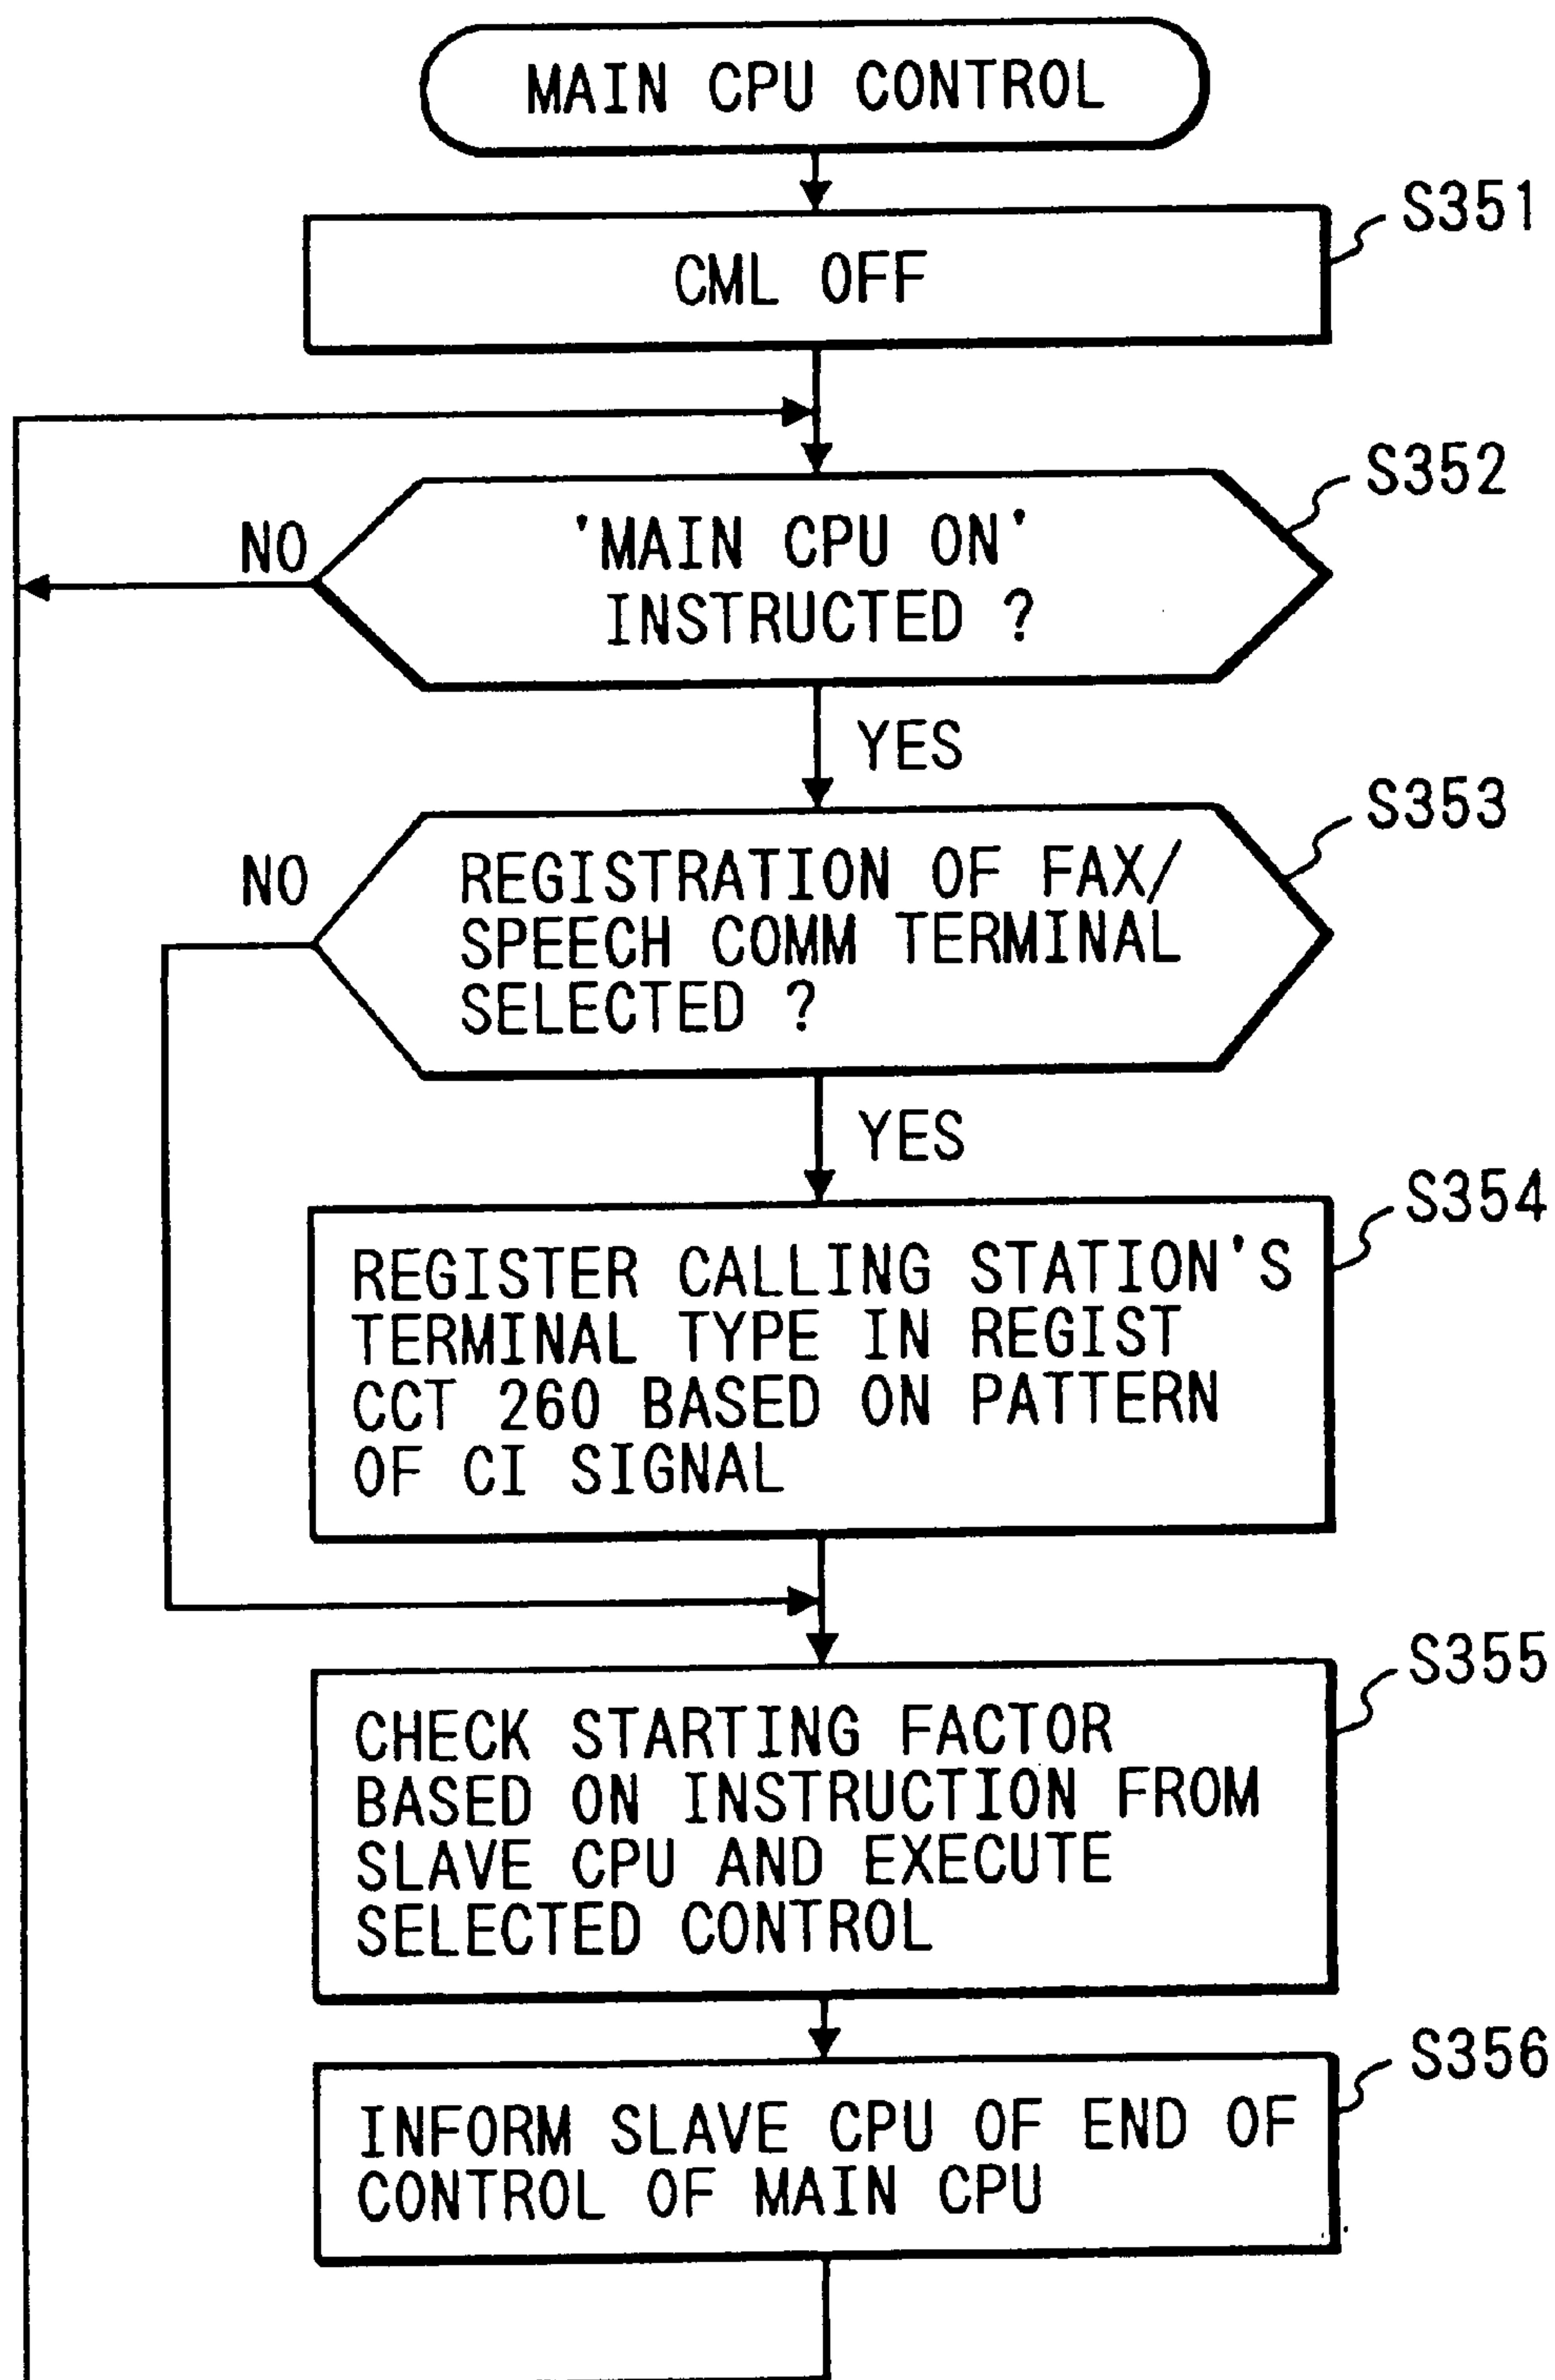 MAIN CPU CONTROL
S351
CML OFF
S352
NO
'MAIN CPU ON'
INSTRUCTED ?
YES
S353
NO
REGISTRATION OF FAX/
SPEECH COMM TERMINAL
SELECTED ?
YES
S354
REGISTER CALLING STATION'S
TERMINAL TYPE IN REGIST
CCT 260 BASED ON PATTERN
OF CI SIGNAL
S355
CHECK STARTING FACTOR
BASED ON INSTRUCTION FROM
SLAVE CPU AND EXECUTE
SELECTED CONTROL
S356
INFORM SLAVE CPU OF END OF
CONTROL OF MAIN CPU